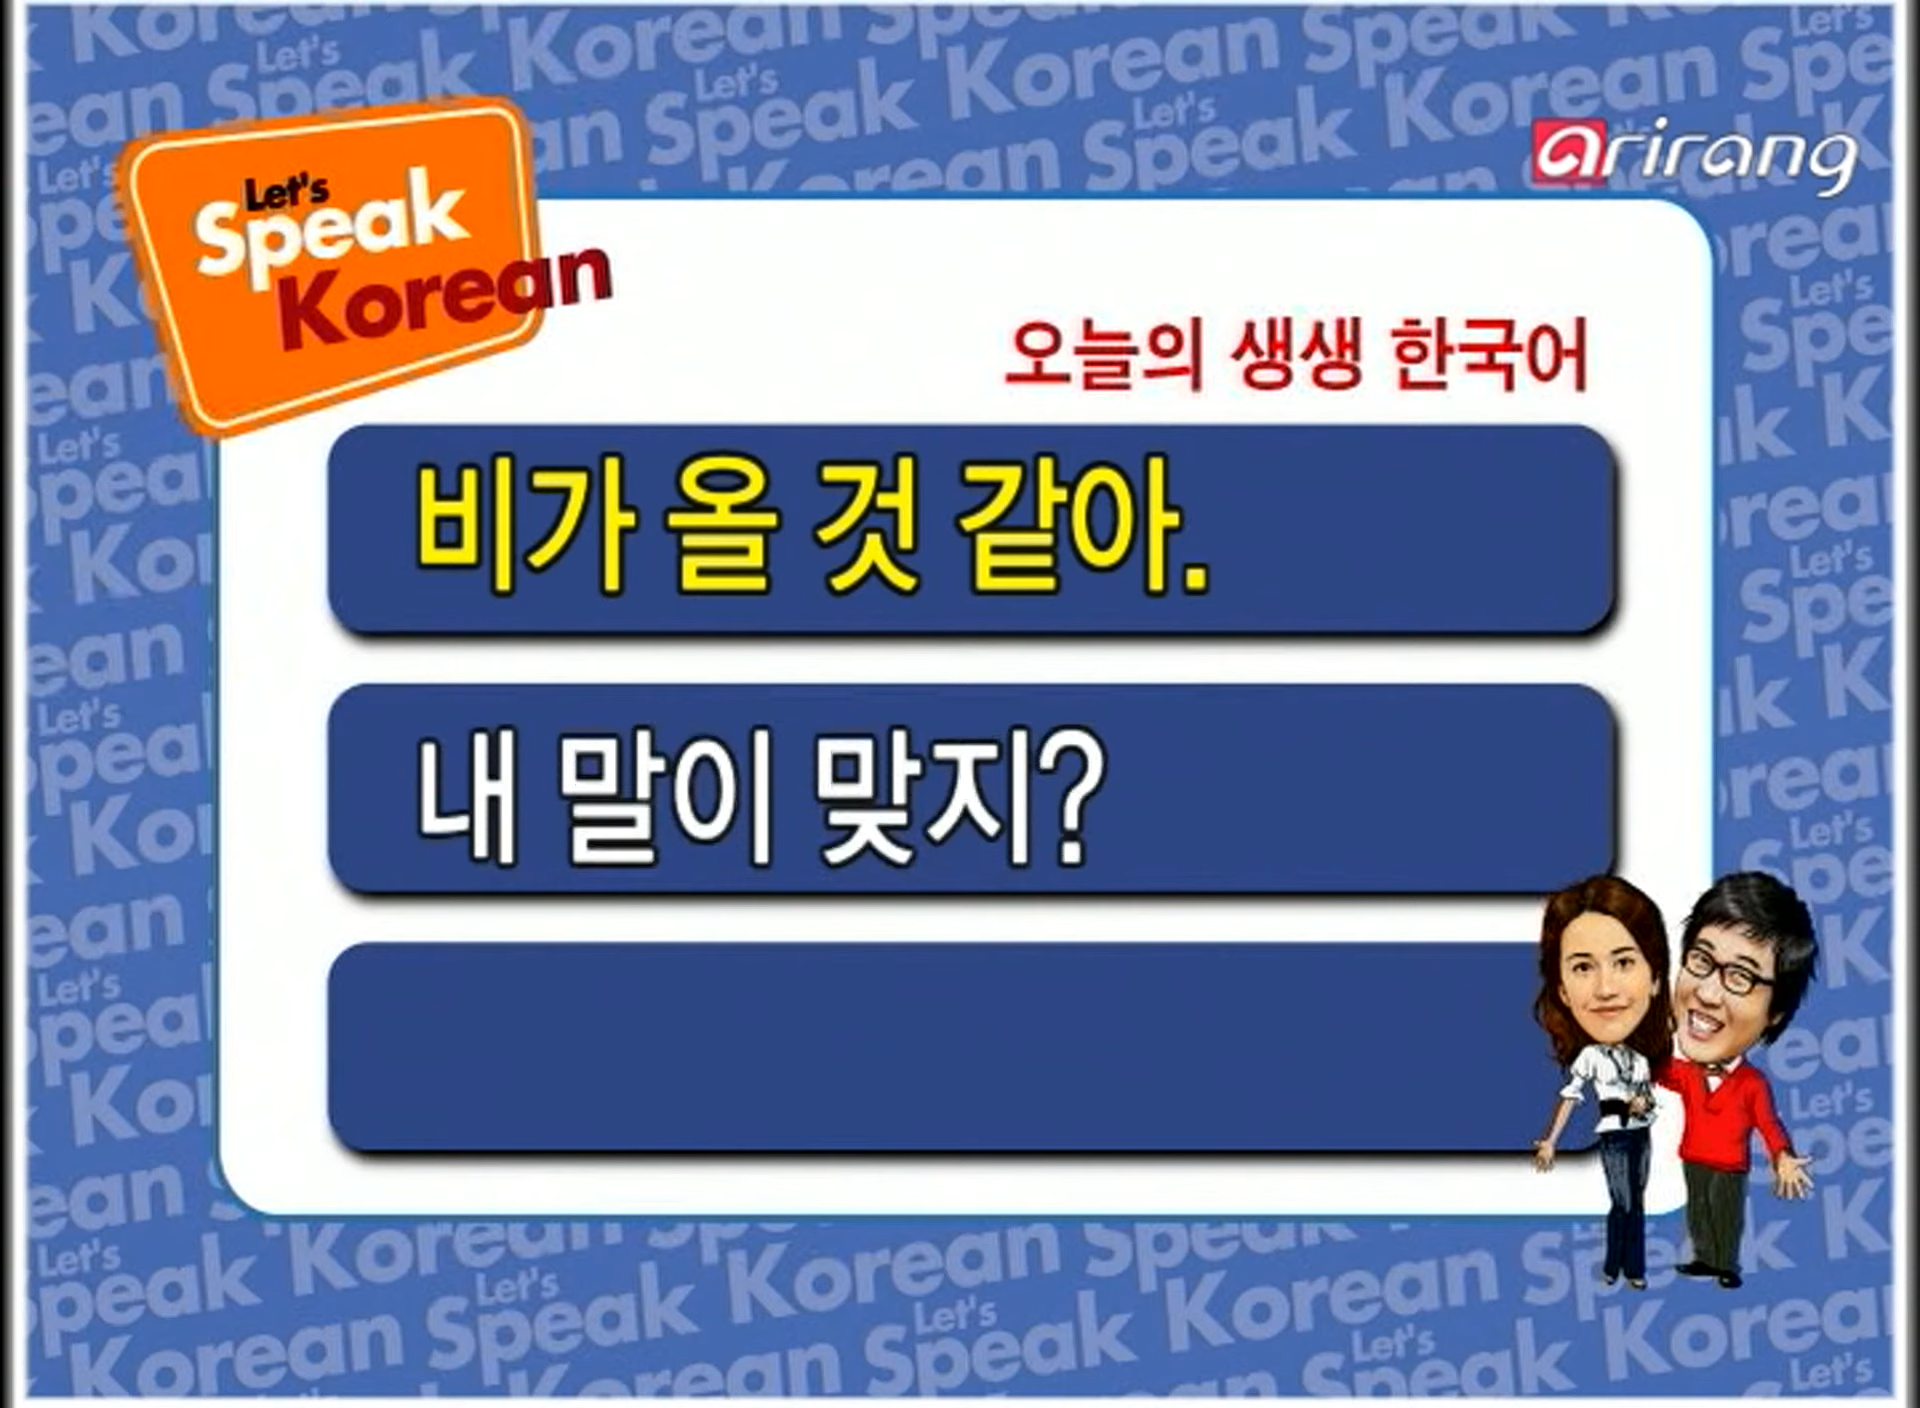 Let's
Speak
Korean
arirang
오늘의 생생 한국어
비가 올 것 같아.
내 말이 맞지?